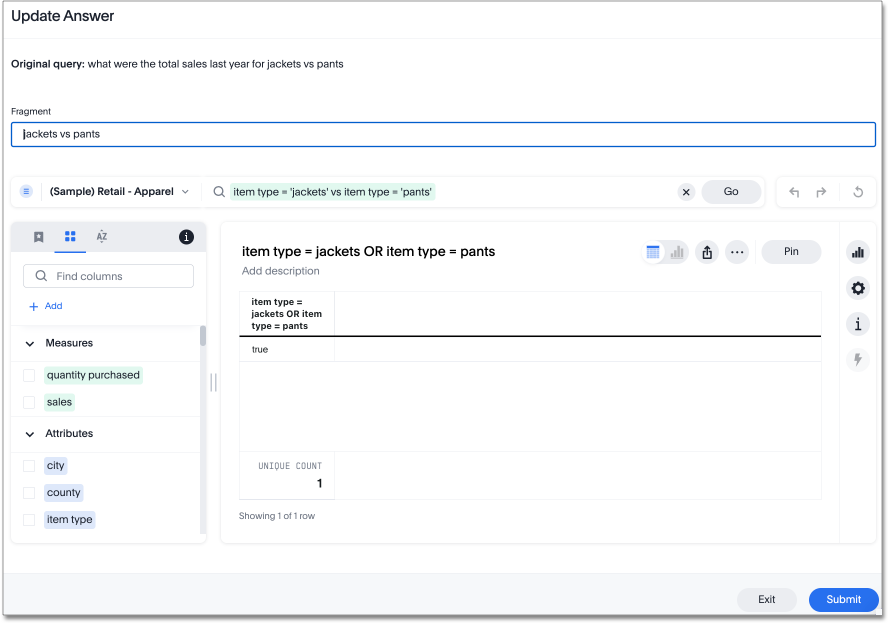 Update Answer
Original query: what were the total sales last year for jackets vs pants
Fragment
jackets vs pants
(Sample) Retail - Apparel
item type = 'jackets' vs item type = 'pants'
Go
AZ
i
Find columns
+ Add
Measures
quantity purchased
sales
Attributes
city
county
item type
item type = jackets OR item type = pants
Add description
Pin
item type =
jackets OR item
type = pants
true
UNIQUE COUNT
1
Showing 1 of 1 row
i
Exit
Submit